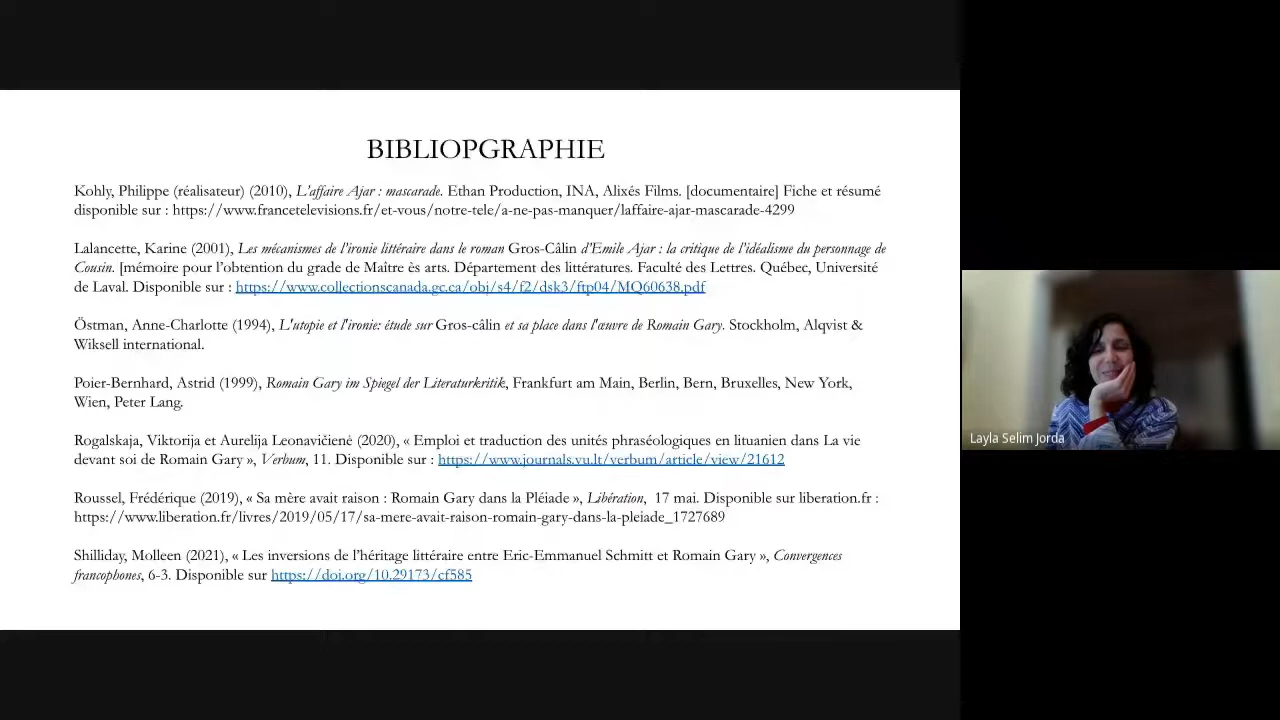 BIBLIOPGRAPHIE
Kohly, Philippe (réalisateur) (2010), L'affaire Ajar : mascarade. Ethan Production, INA, Alixés Films. [documentaire] Fiche et résumé
disponible sur : https://www.francetelevisions.fr/et-vous/notre-tele/a-ne-pas-manquer/laffaire-ajar-mascarade-4299
Lalancette, Karine (2001), Les mécanismes de l'ironie littéraire dans le roman Gros-Câlin d'Emile Ajar : la critique de l'idéalisme du personnage de
Cousin. [mémoire pour l'obtention du grade de Maître ès arts. Département des littératures. Faculté des Lettres. Québec, Université
de Laval. Disponible sur : https://www.collectionscanada.gc.ca/obj/s4/f2/dsk3/ftp04/MQ60638.pdf
Östman, Anne-Charlotte (1994), L'utopie et l'ironie: étude sur Gros-câlin et sa place dans l'œuvre de Romain Gary. Stockholm, Alqvist &
Wiksell international.
Poier-Bernhard, Astrid (1999), Romain Gary im Spiegel der Literaturkritik, Frankfurt am Main, Berlin, Bern, Bruxelles, New York,
Wien, Peter Lang.
Rogalskaja, Viktorija et Aurelija Leonavičienė (2020), « Emploi et traduction des unités phraséologiques en lituanien dans La vie
devant soi de Romain Gary », Verbum, 11. Disponible sur : https://www.journals.vu.lt/verbum/article/view/21612
Roussel, Frédérique (2019), « Sa mère avait raison : Romain Gary dans la Pléiade », Libération, 17 mai. Disponible sur liberation.fr :
https://www.liberation.fr/livres/2019/05/17/sa-mere-avait-raison-romain-gary-dans-la-pleiade_1727689
Shilliday, Molleen (2021), « Les inversions de l'héritage littéraire entre Eric-Emmanuel Schmitt et Romain Gary », Convergences
francophones, 6-3. Disponible sur https://doi.org/10.29173/cf585
Layla Selim Jorda